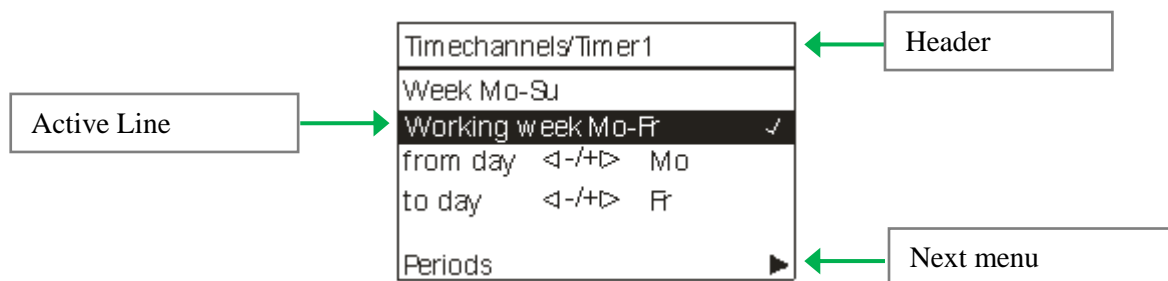 Timechannels/Timer1
Header
Week Mo-Su
Active Line
Working week Mo-Fr ✓
from day ◁-/+▷ Mo
to day ◁-/+▷ Fr
Periods ▶
Next menu